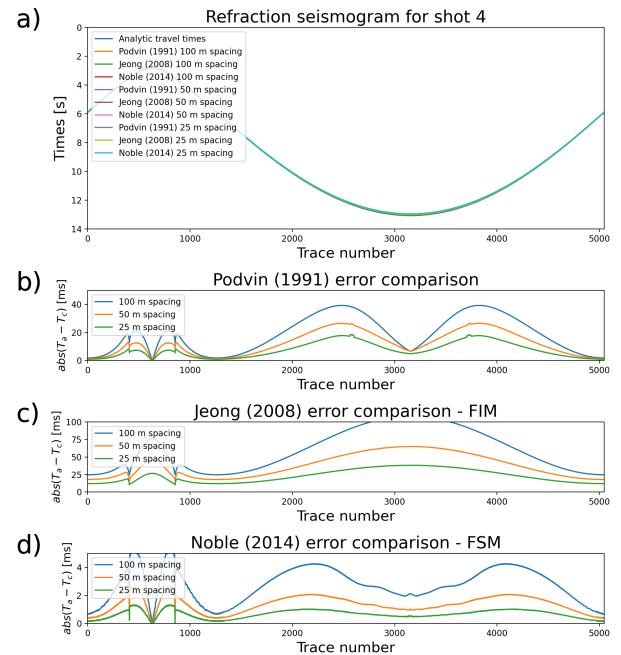 a)
Refraction seismogram for shot 4
Times [s]
0
2
4
6
8
10
12
14
Analytic travel times
Podvin (1991) 100 m spacing
Jeong (2008) 100 m spacing
Noble (2014) 100 m spacing
Podvin (1991) 50 m spacing
Jeong (2008) 50 m spacing
Noble (2014) 50 m spacing
Podvin (1991) 25 m spacing
Jeong (2008) 25 m spacing
Noble (2014) 25 m spacing
0 1000 2000 3000 4000 5000
Trace number
b)
Podvin (1991) error comparison
abs(T_a − T_c) [ms]
40
20
0
100 m spacing
50 m spacing
25 m spacing
0 1000 2000 3000 4000 5000
Trace number
c)
Jeong (2008) error comparison - FIM
abs(T_a − T_c) [ms]
100
75
50
25
0
100 m spacing
50 m spacing
25 m spacing
0 1000 2000 3000 4000 5000
Trace number
d)
Noble (2014) error comparison - FSM
abs(T_a − T_c) [ms]
4
2
0
100 m spacing
50 m spacing
25 m spacing
0 1000 2000 3000 4000 5000
Trace number